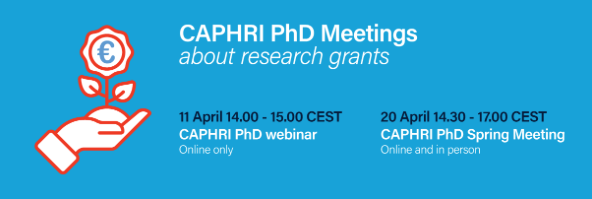 €
CAPHRI PhD Meetings
about research grants
11 April 14.00 - 15.00 CEST
CAPHRI PhD webinar
Online only
20 April 14.30 - 17.00 CEST
CAPHRI PhD Spring Meeting
Online and in person